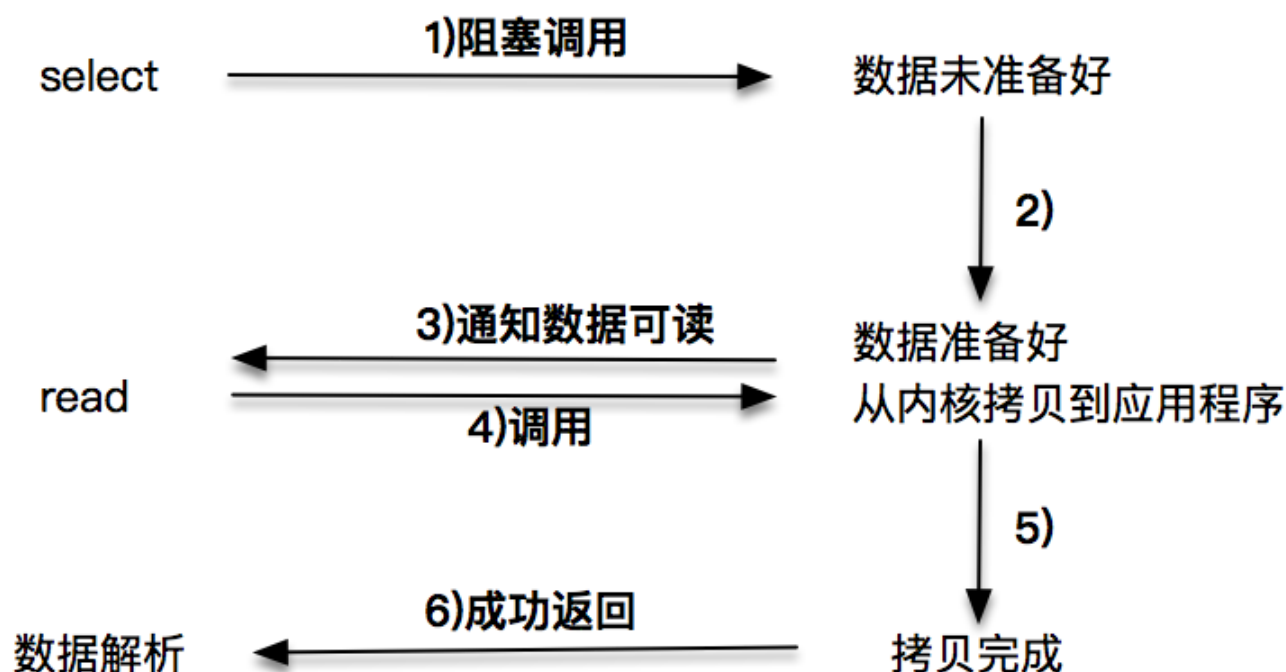 1)阻塞调用
select
数据未准备好
2)
3)通知数据可读
数据准备好
read
从内核拷贝到应用程序
4)调用
5)
6)成功返回
数据解析
拷贝完成